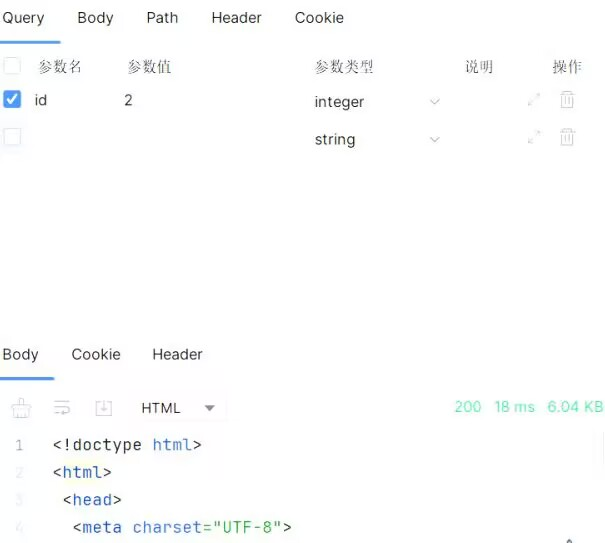 Query Body Path Header Cookie
参数名 参数值 参数类型 说明 操作
id 2 integer
string
Body Cookie Header
HTML 200 18 ms 6.04 KB
1 <!doctype html>
2 <html>
3 <head>
4 <meta charset="UTF-8">